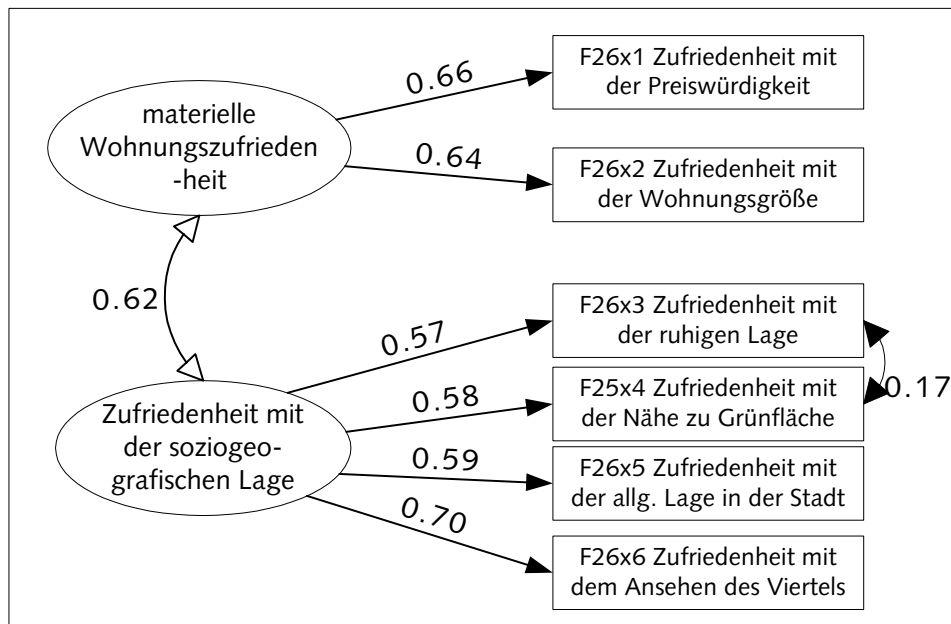 materielle
Wohnungszufrieden
-heit
0.66
F26x1 Zufriedenheit mit
der Preiswürdigkeit
0.64
F26x2 Zufriedenheit mit
der Wohnungsgröße
0.62
Zufriedenheit mit
der soziogeo-
grafischen Lage
0.57
F26x3 Zufriedenheit mit
der ruhigen Lage
0.58
F25x4 Zufriedenheit mit
der Nähe zu Grünfläche
0.17
0.59
F26x5 Zufriedenheit mit
der allg. Lage in der Stadt
0.70
F26x6 Zufriedenheit mit
dem Ansehen des Viertels